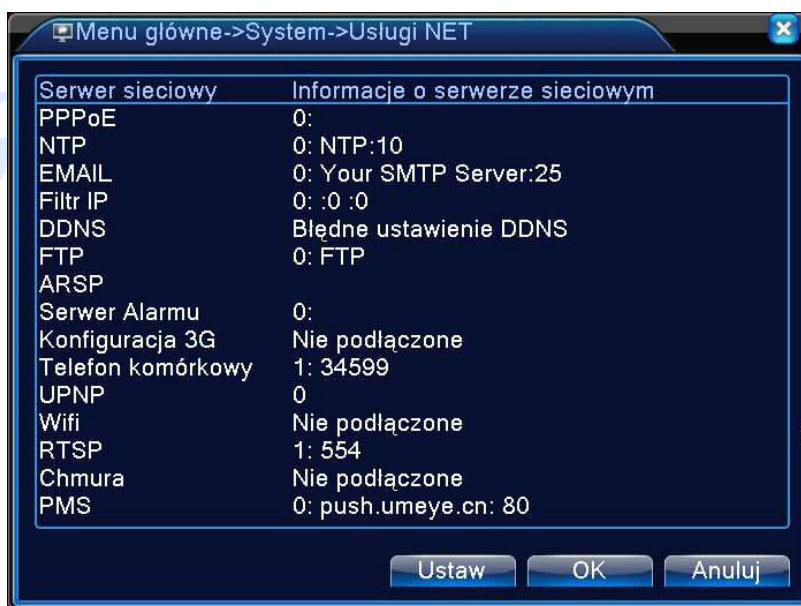 Menu główne->System->Usługi NET
Serwer sieciowy Informacje o serwerze sieciowym
PPPoE 0:
NTP 0: NTP:10
EMAIL 0: Your SMTP Server:25
Filtr IP 0: :0 :0
DDNS Błędne ustawienie DDNS
FTP 0: FTP
ARSP
Serwer Alarmu 0:
Konfiguracja 3G Nie podłączone
Telefon komórkowy 1: 34599
UPNP 0
Wifi Nie podłączone
RTSP 1: 554
Chmura Nie podłączone
PMS 0: push.umeye.cn: 80
Ustaw OK Anuluj